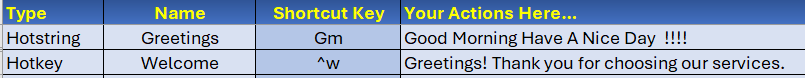 Type Name Shortcut Key Your Actions Here...
Hotstring Greetings Gm Good Morning Have A Nice Day  !!!!
Hotkey Welcome ^w Greetings! Thank you for choosing our services.